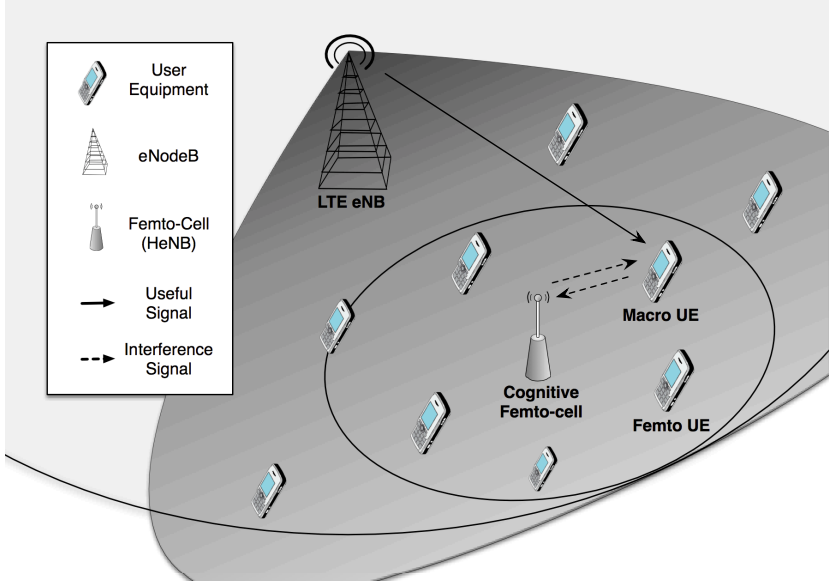 User
Equipment
eNodeB
Femto-Cell
(HeNB)
Useful
Signal
Interference
Signal
LTE eNB
Macro UE
Cognitive
Femto-cell
Femto UE